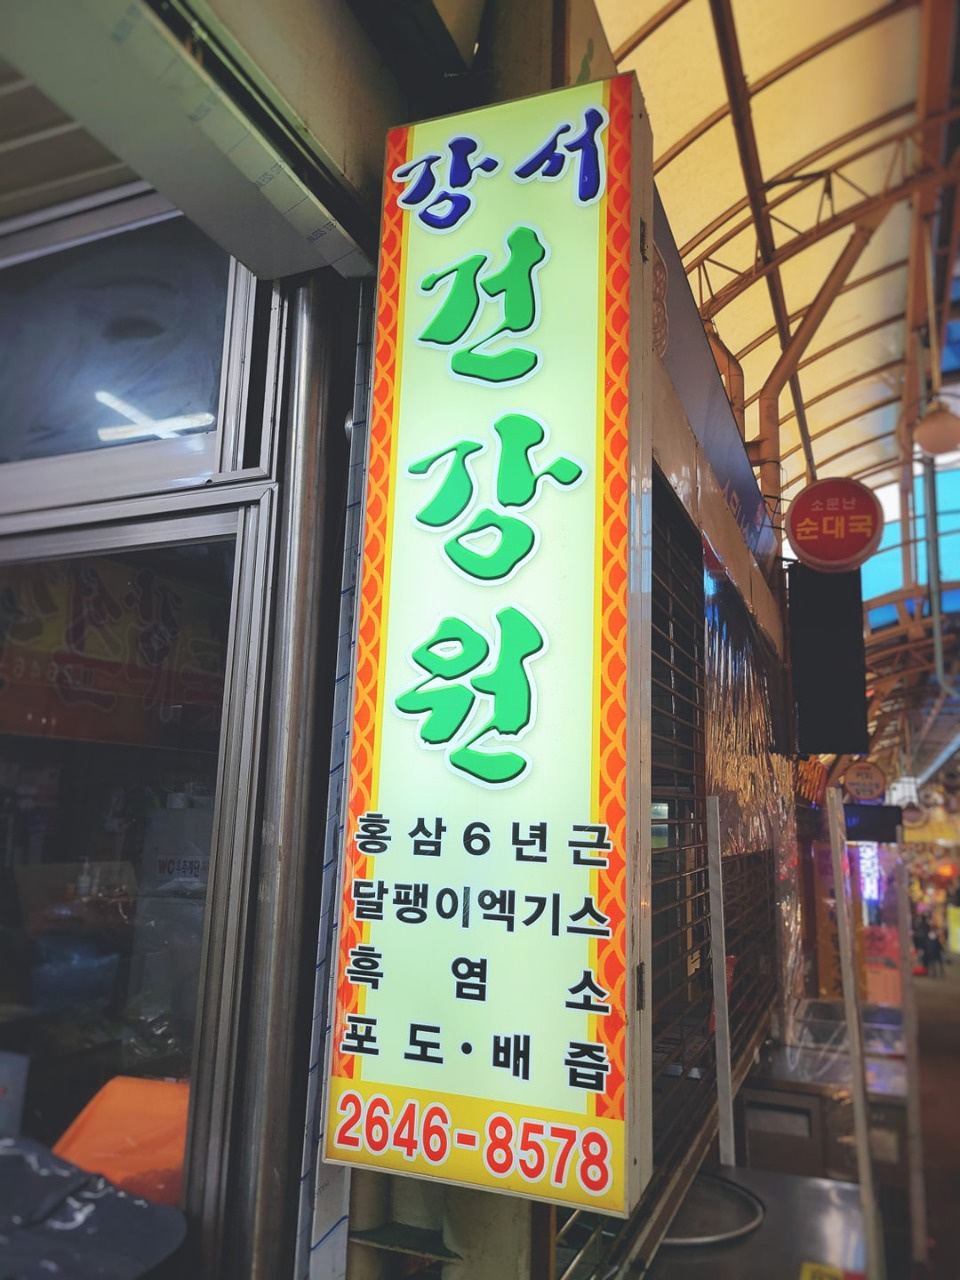 강서
건강원
홍삼6년근
달팽이엑기스
흑염소
포도·배즙
2646-8578
소문난
순대국